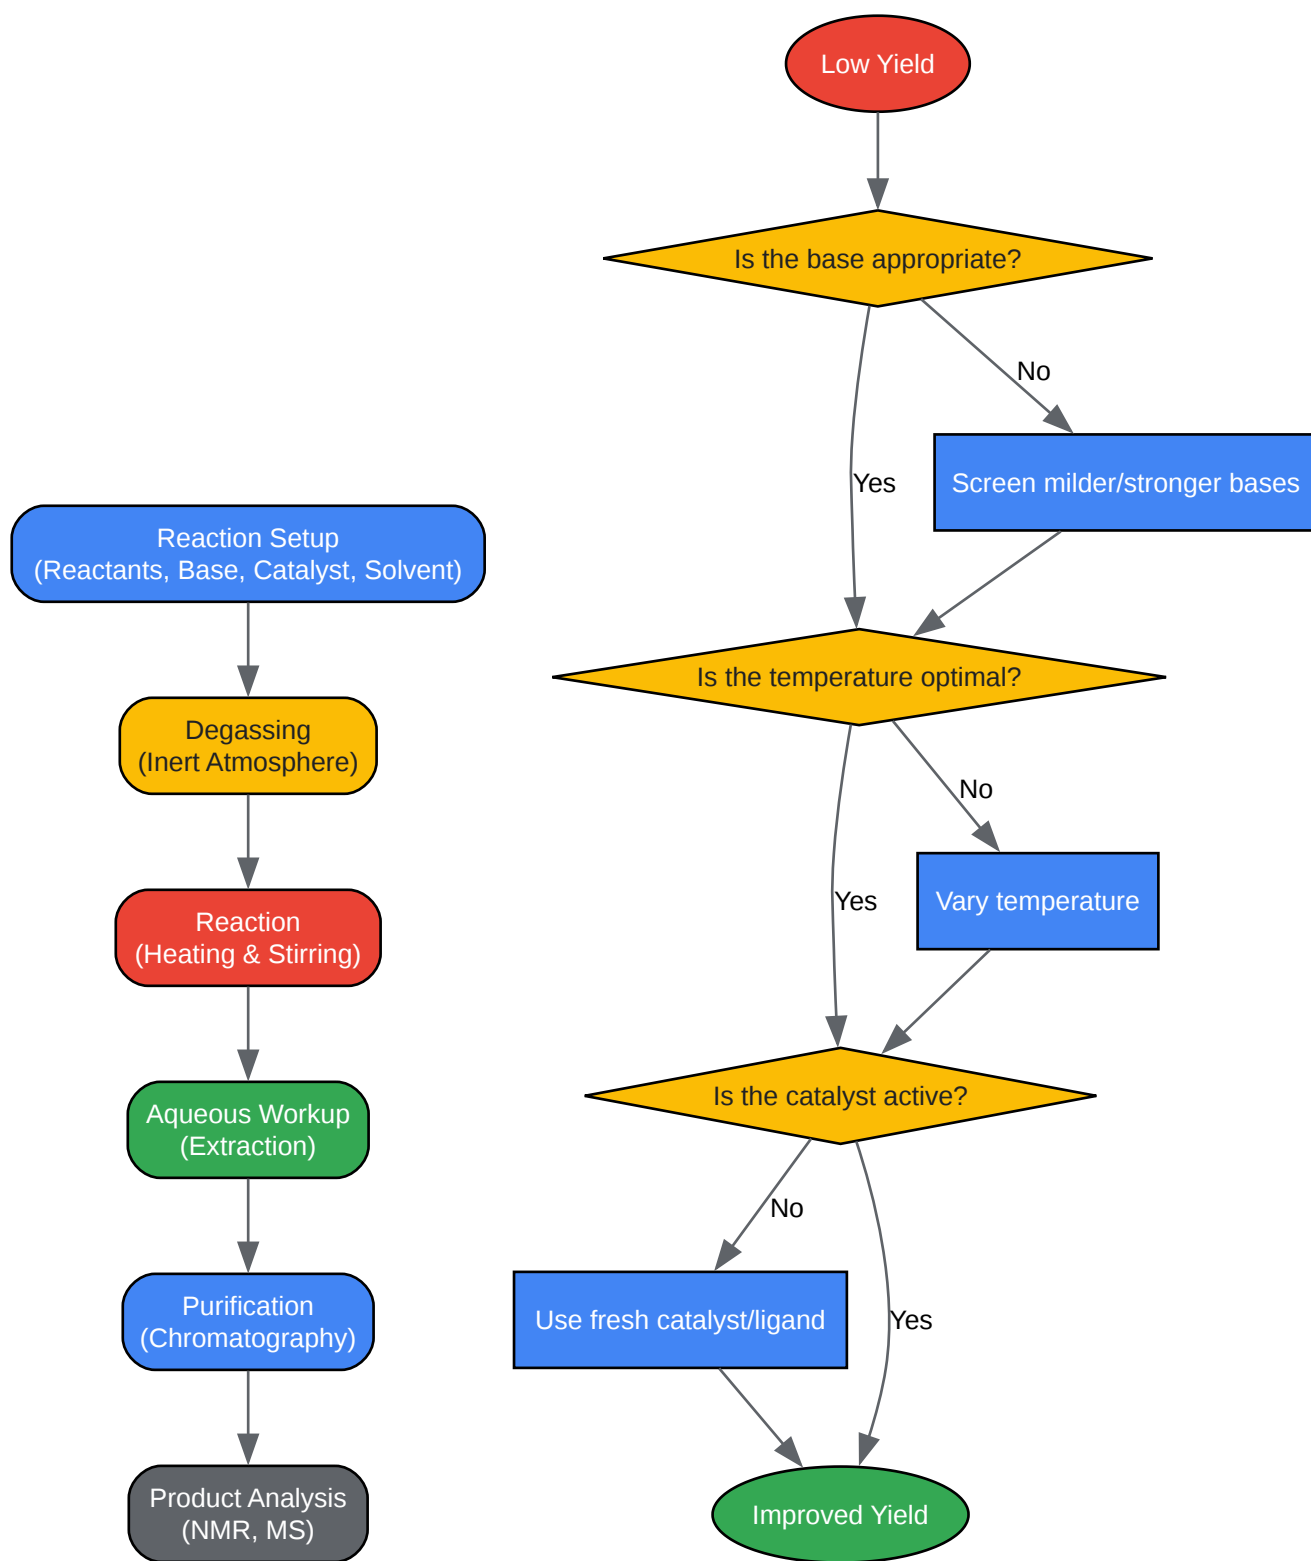 Low Yield
Is the base appropriate?
No
Yes
Screen milder/stronger bases
Is the temperature optimal?
No
Yes
Vary temperature
Is the catalyst active?
No
Use fresh catalyst/ligand
Yes
Improved Yield
Reaction Setup
(Reactants, Base, Catalyst, Solvent)
Degassing
(Inert Atmosphere)
Reaction
(Heating & Stirring)
Aqueous Workup
(Extraction)
Purification
(Chromatography)
Product Analysis
(NMR, MS)